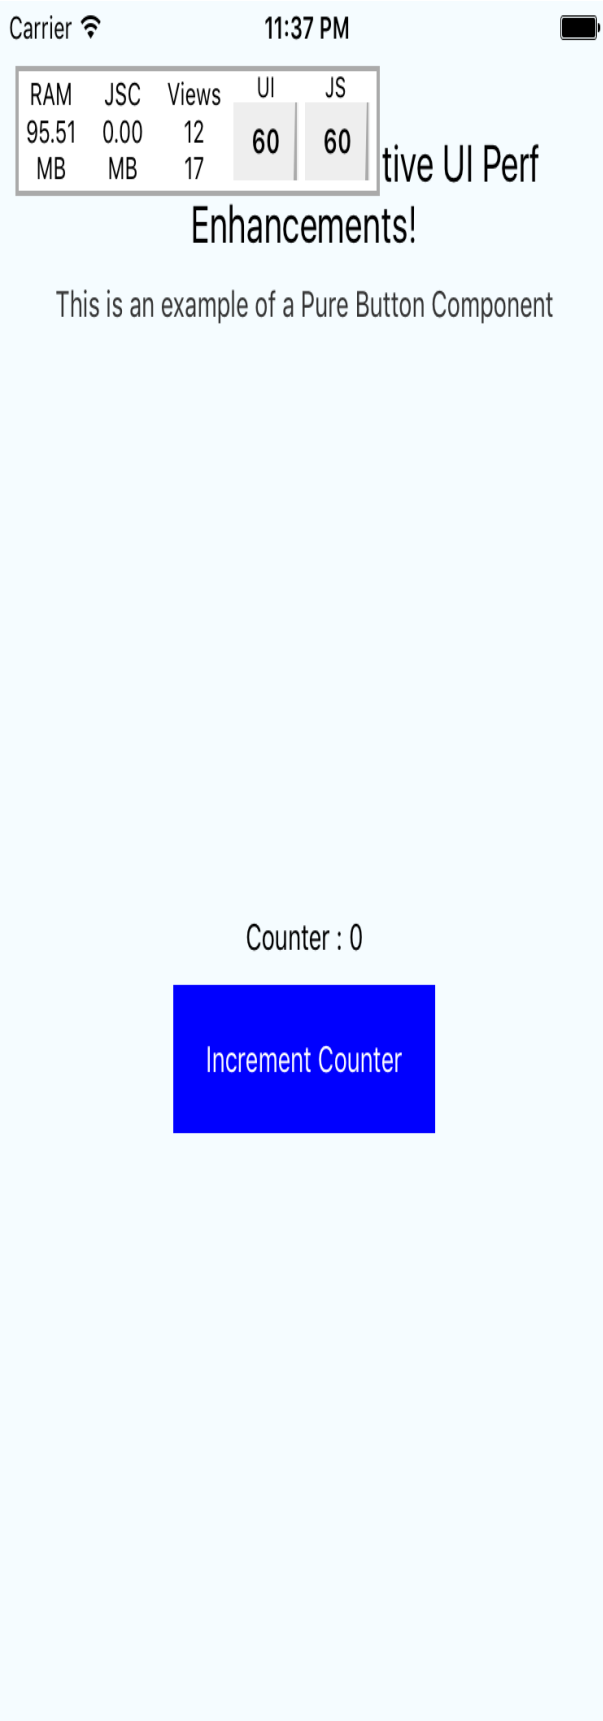 Carrier 11:37 PM
RAM JSC Views UI JS
95.51 0.00 12 60 60
MB MB 17
tive UI Perf
Enhancements!
This is an example of a Pure Button Component
Counter : 0
Increment Counter